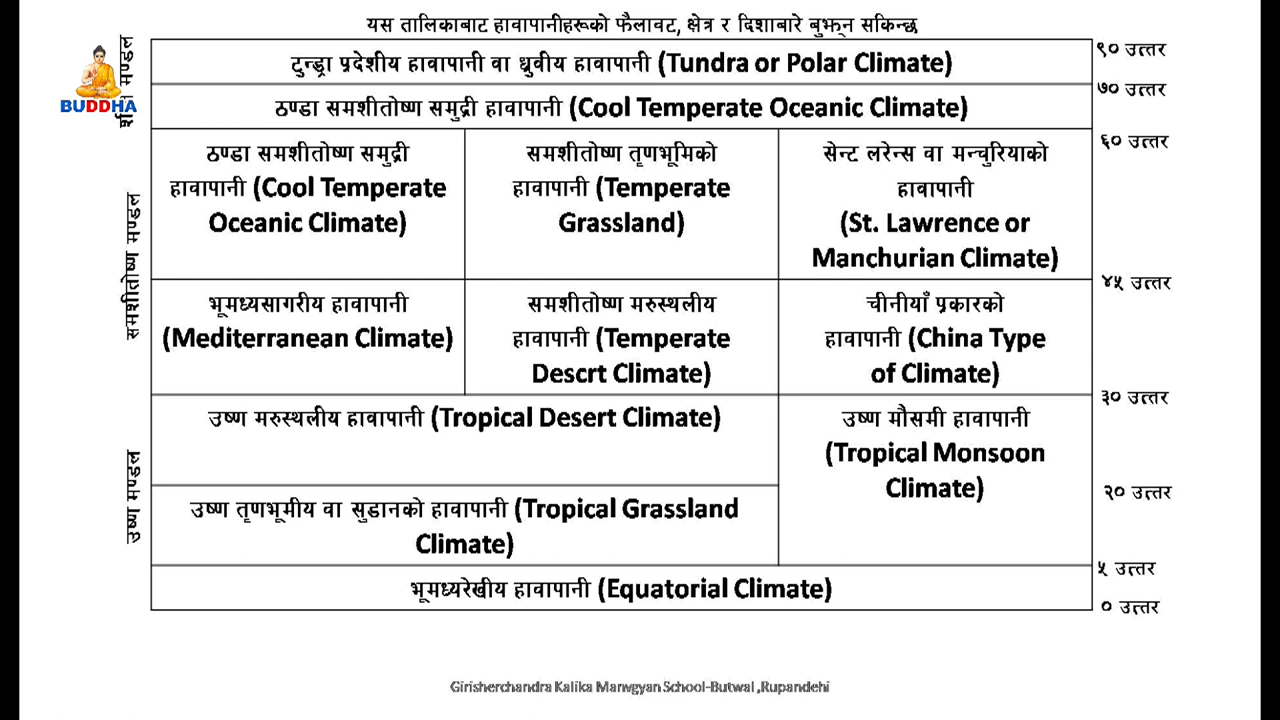 यस तालिकाबाट हावापानीहरूको फैलावट, क्षेत्र र दिशाबारे बुझ्न सकिन्छ
BUDDHA
टुन्ड्रा प्रदेशीय हावापानी वा ध्रुवीय हावापानी (Tundra or Polar Climate)
९० उत्तर
७० उत्तर
ठण्डा समशीतोष्ण समुद्री हावापानी (Cool Temperate Oceanic Climate)
६० उत्तर
मण्डल
ठण्डा समशीतोष्ण समुद्री
हावापानी (Cool Temperate
Oceanic Climate)
समशीतोष्ण तृणभूमिको
हावापानी (Temperate
Grassland)
सेन्ट लरेन्स वा मन्चुरियाको
हावापानी
(St. Lawrence or
Manchurian Climate)
४५ उत्तर
समशीतोष्ण मण्डल
भूमध्यसागरीय हावापानी
(Mediterranean Climate)
समशीतोष्ण मरुस्थलीय
हावापानी (Temperate
Descrt Climate)
चीनीयाँ प्रकारको
हावापानी (China Type
of Climate)
३० उत्तर
उष्ण मरुस्थलीय हावापानी (Tropical Desert Climate)
उष्ण मौसमी हावापानी
(Tropical Monsoon
Climate)
२० उत्तर
उष्ण मण्डल
उष्ण तृणभूमीय वा सुडानको हावापानी (Tropical Grassland
Climate)
५ उत्तर
भूमध्यरेखीय हावापानी (Equatorial Climate)
० उत्तर
Girisherchandra Kalika Manwgyan School-Butwal ,Rupandehi